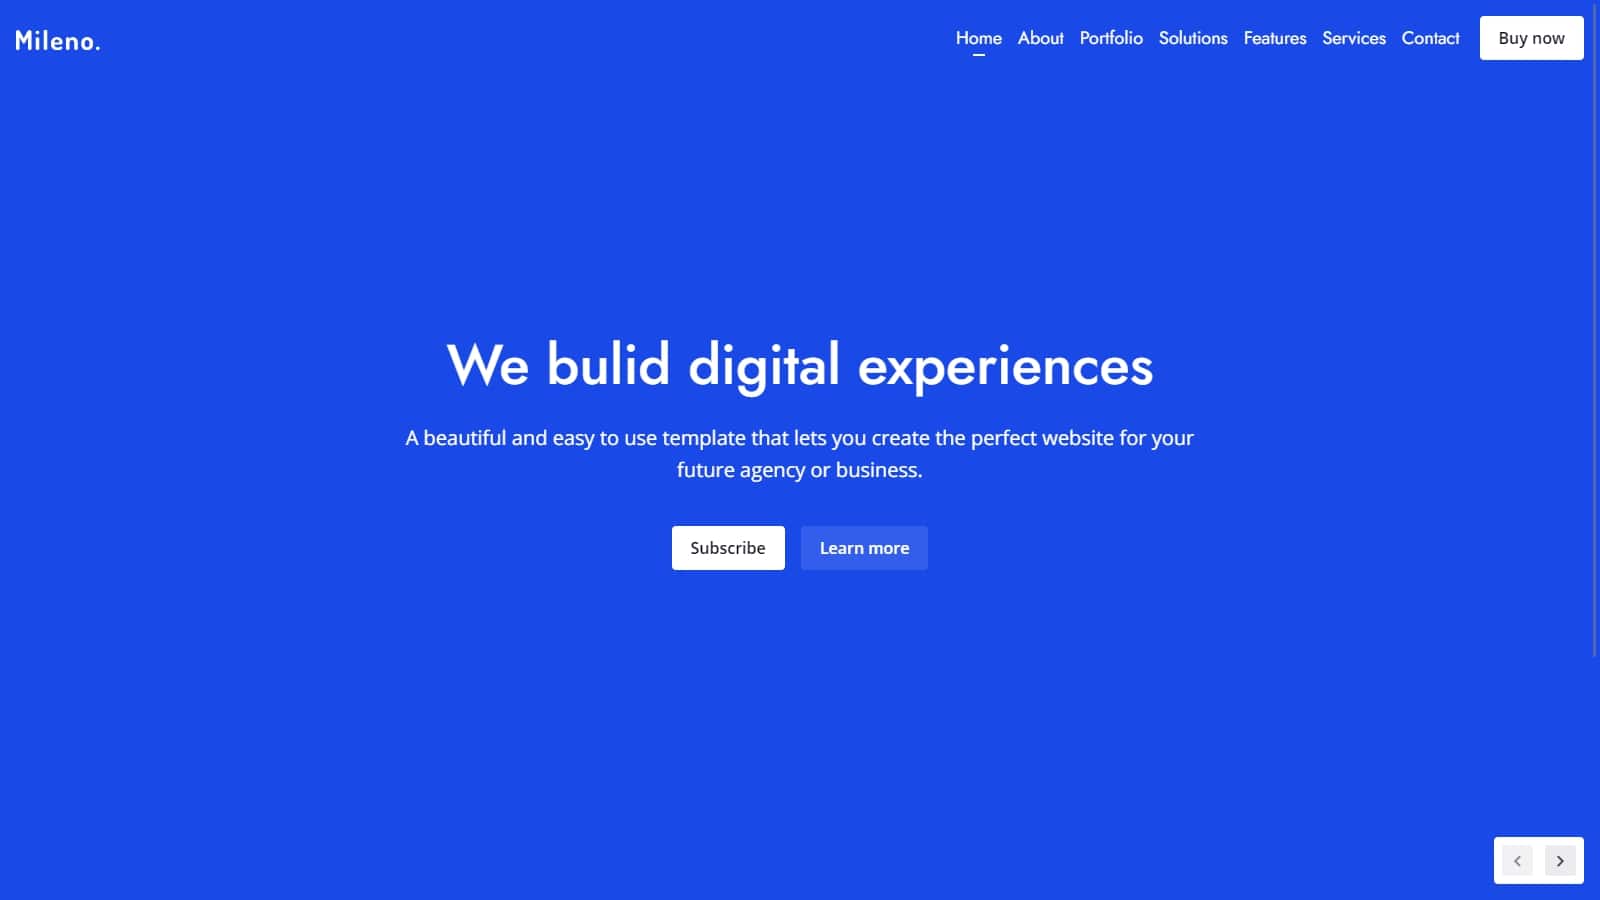 Mileno.
Home About Portfolio Solutions Features Services Contact Buy now
We bulid digital experiences
A beautiful and easy to use template that lets you create the perfect website for your
future agency or business.
Subscribe Learn more